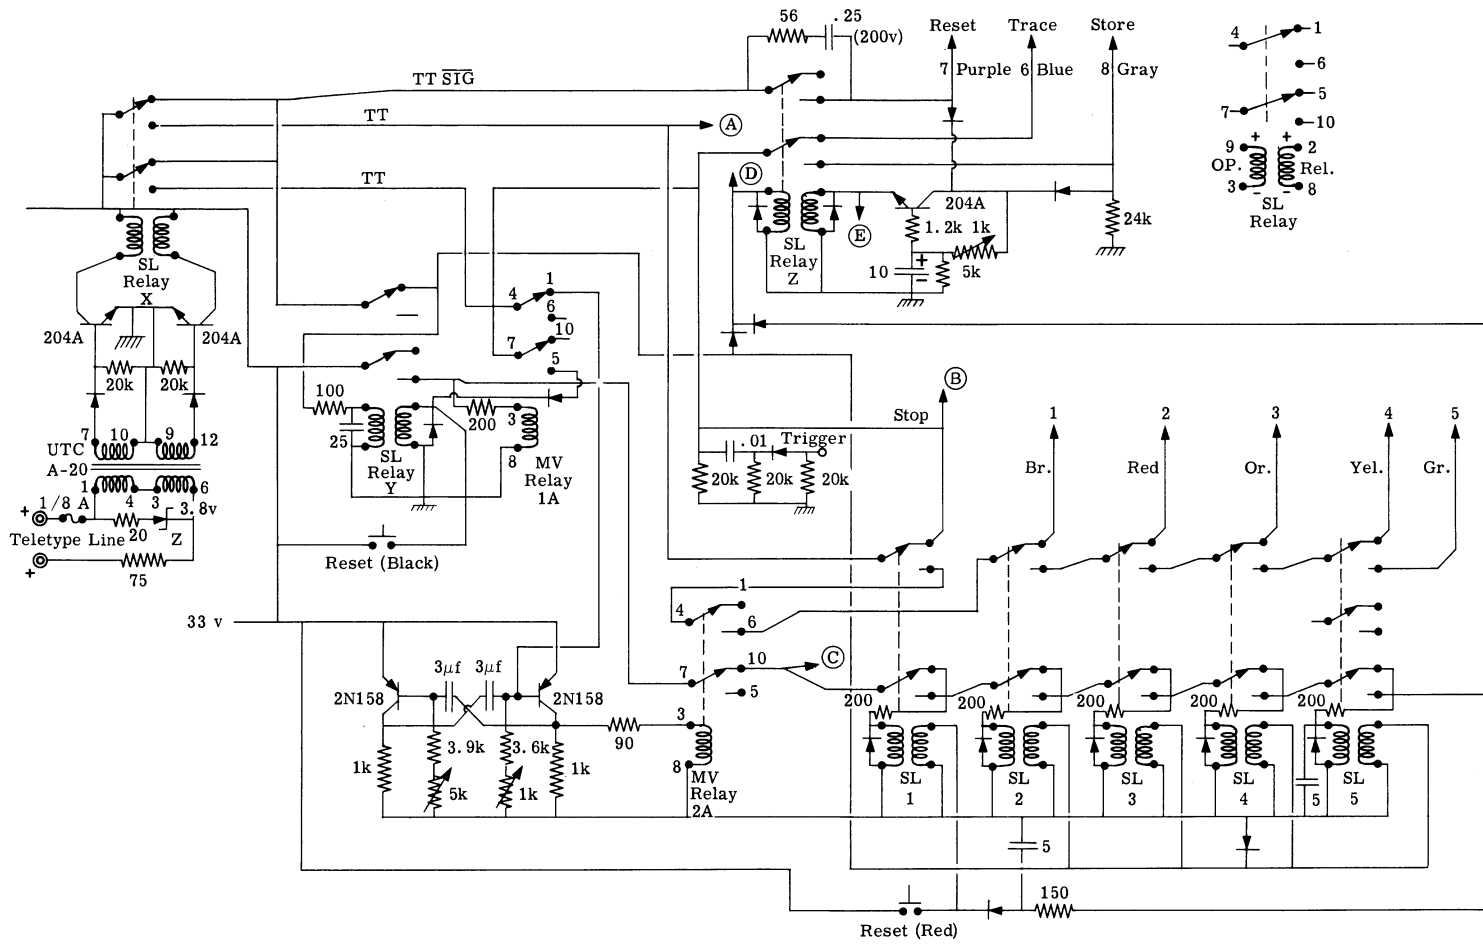 56
.25
(200v)
Reset
Trace
Store
7 Purple
6 Blue
8 Gray
4
1
6
7
5
10
+ +
9
2
OP.
Rel.
3
8
– –
SL
Relay
TT SIG
TT
A
TT
D
SL
Relay
Z
E
204A
1.2k
1k
10
+
–
5k
24k
SL
Relay
X
204A
204A
20k
20k
7
10
9
12
UTC
A-20
1
4
3
6
1/8 A
3.8v
+
Teletype Line
20
Z
75
+
1
4
6
10
7
5
100
25
200
3
8
SL
Relay
Y
MV
Relay
1A
Reset (Black)
B
Stop
.01
Trigger
20k
20k
20k
1
2
3
4
5
Br.
Red
Or.
Yel.
Gr.
33 v
2N158
3μf
3μf
2N158
1k
3.9k
5k
3.6k
1k
1k
90
1
4
6
7
10
5
C
3
8
MV
Relay
2A
200
200
200
200
200
SL
1
SL
2
SL
3
SL
4
5
SL
5
5
150
Reset (Red)